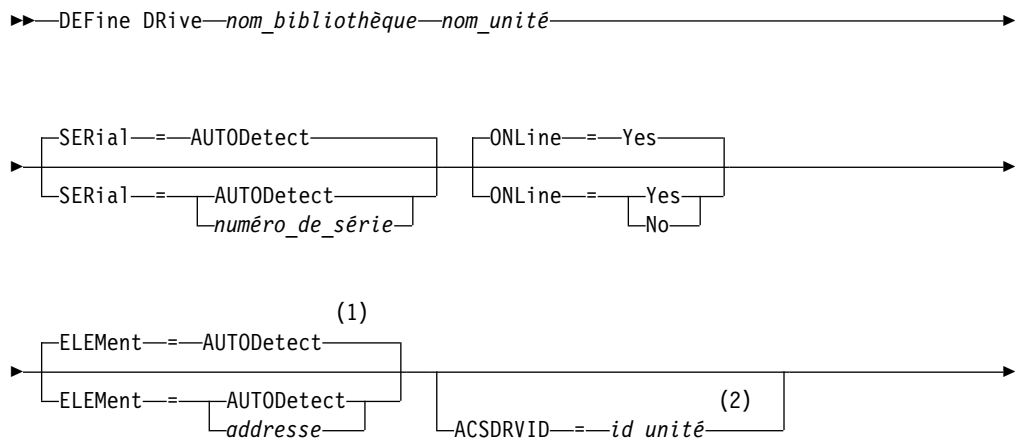 DEFine DRive nom_bibliothèque nom_unité
SERial = AUTODetect ONLine = Yes
SERial = AUTODetect ONLine = Yes
numéro_de_série No
(1)
ELEMent = AUTODetect
ELEMent = AUTODetect (2)
addresse ACSDRVID = id unité